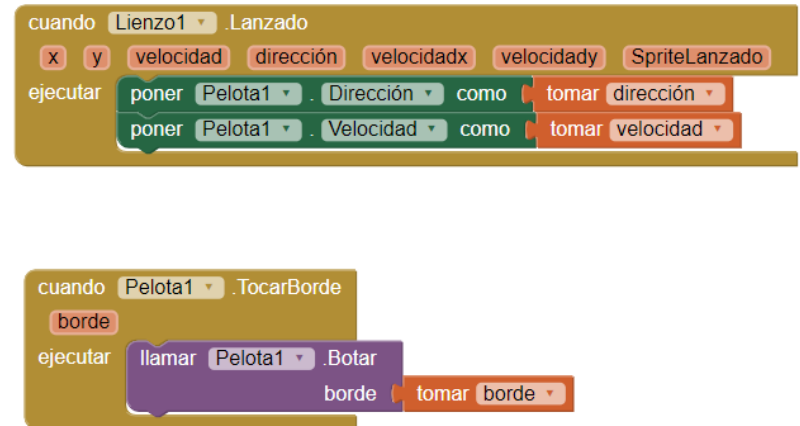 cuando Lienzo1 .Lanzado
x y velocidad dirección velocidadx velocidady SpriteLanzado
ejecutar poner Pelota1 . Dirección como tomar dirección
poner Pelota1 . Velocidad como tomar velocidad
cuando Pelota1 .TocarBorde
borde
ejecutar llamar Pelota1 .Botar
borde tomar borde